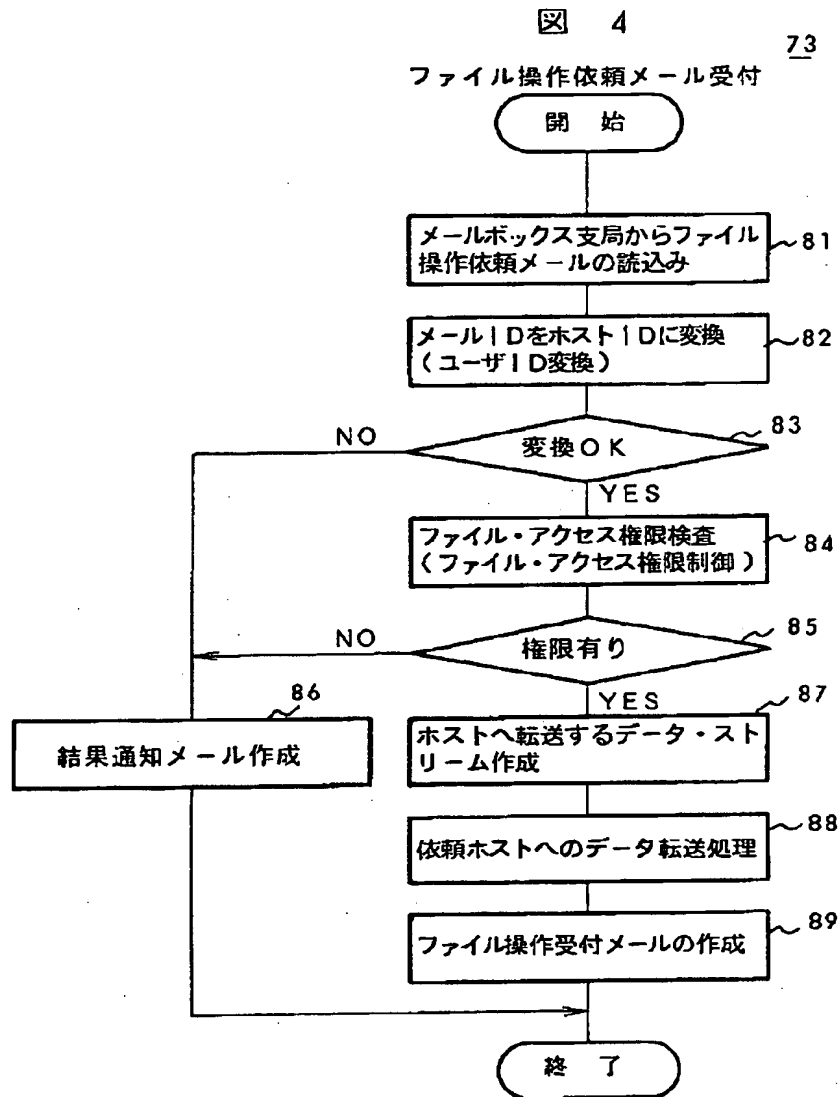 図 4
73
ファイル操作依頼メール受付
開 始
メールボックス支局からファイル
操作依頼メールの読込み
81
メールIDをホストIDに変換
(ユーザID変換)
82
変換OK
83
NO
YES
ファイル・アクセス権限検査
(ファイル・アクセス権限制御)
84
権限有り
85
NO
YES
86
結果通知メール作成
87
ホストへ転送するデータ・スト
リーム作成
88
依頼ホストへのデータ転送処理
89
ファイル操作受付メールの作成
終 了